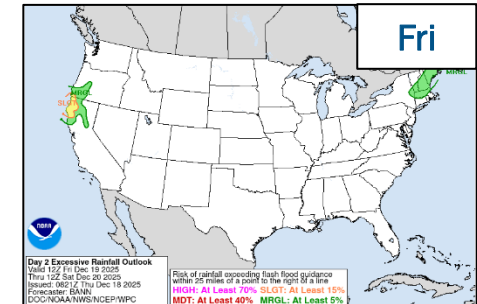 Fri
MRGL
MRGL
SLGT
NOAA
Day 2 Excessive Rainfall Outlook
Valid 12Z Fri Dec 19 2025
Thru 12Z Sat Dec 20 2025
Issued: 0821Z Thu Dec 18 2025
Forecaster: BANN
DOC/NOAA/NWS/NCEP/WPC
Risk of rainfall exceeding flash flood guidance
within 25 miles of a point to the right of a line
HIGH: At Least 70% SLGT: At Least 15%
MDT: At Least 40% MRGL: At Least 5%